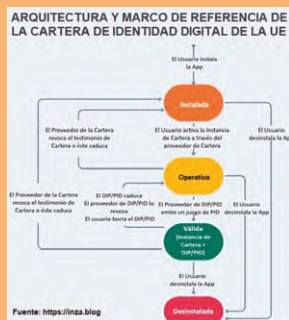 ARQUITECTURA Y MARCO DE REFERENCIA DE
LA CARTERA DE IDENTIDAD DIGITAL DE LA UE
El Usuario instala
la App
Instalada
El Proveedor de la Cartera
revoca el testimonio de
Cartera o éste caduca
El Usuario activa la Instancia
de Cartera a través del
proveedor de Cartera
El Usuario
desinstala la App
Operativa
El Proveedor de la Cartera
revoca el testimonio de
Cartera o éste caduca
El DIP/PID caduca
El proveedor de DIP/PID lo
revoca
El usuario borra el DIP/PID
El Proveedor de DIP/PID
emite un juego de PID
El Usuario
desinstala la App
Válida
(Instancia de
Cartera +
DIP/PID)
El Usuario
desinstala la App
Desinstalada
Fuente: https://inza.blog